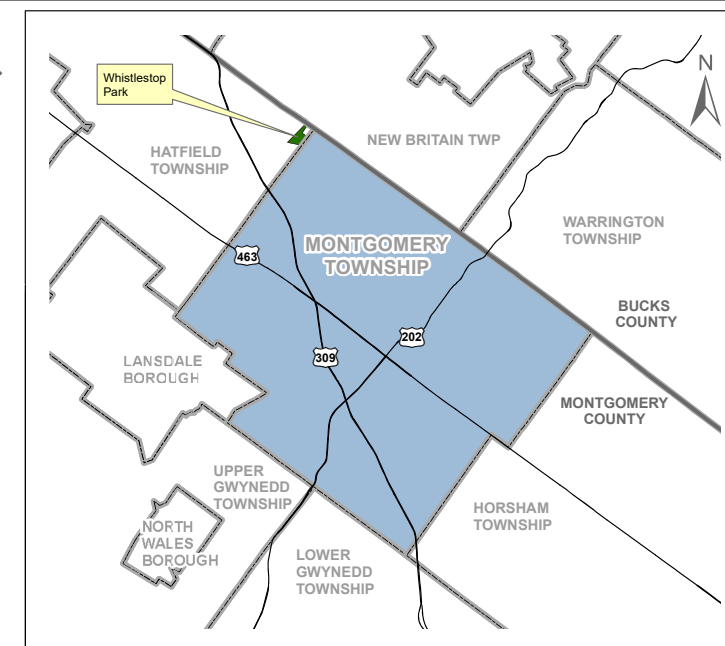 Whistlestop
Park
N
NEW BRITAIN TWP
HATFIELD
TOWNSHIP
WARRINGTON
TOWNSHIP
MONTGOMERY
TOWNSHIP
463
BUCKS
COUNTY
202
309
LANSDALE
BOROUGH
MONTGOMERY
COUNTY
UPPER
GWYNEDD
TOWNSHIP
HORSHAM
TOWNSHIP
NORTH
WALES
BOROUGH
LOWER
GWYNEDD
TOWNSHIP